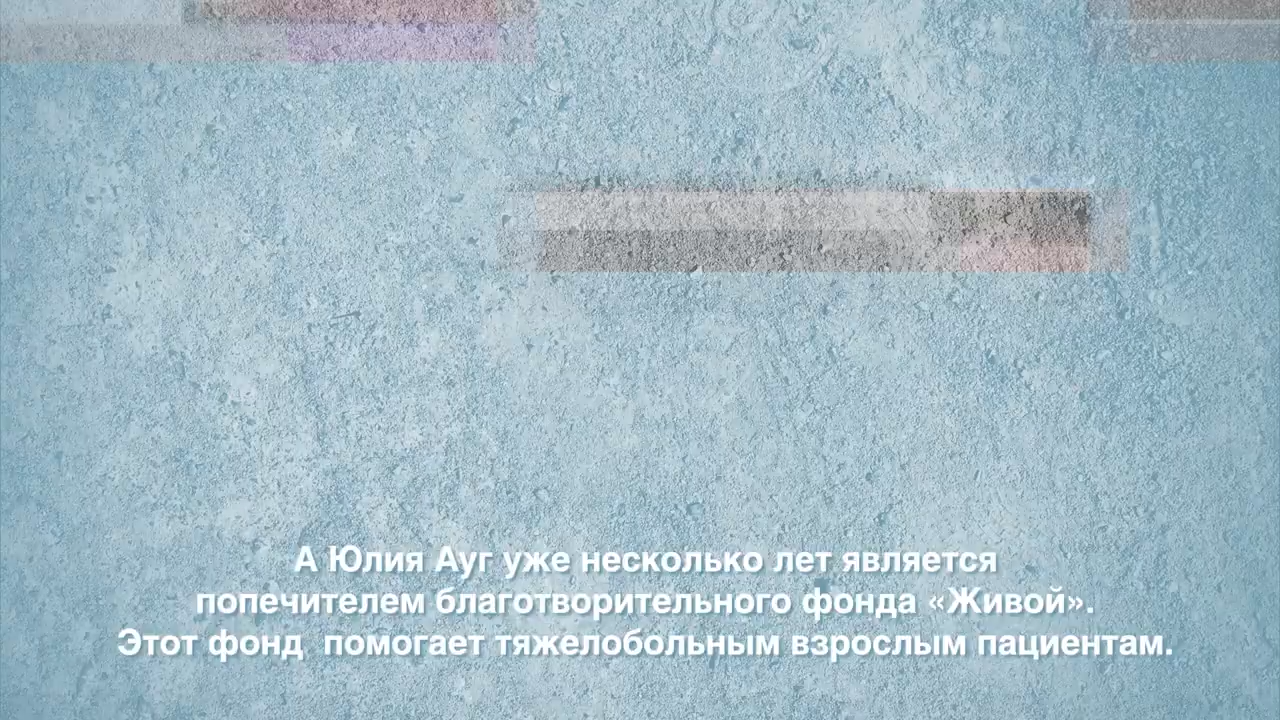 А Юлия Ауг уже несколько лет является
попечителем благотворительного фонда «Живой».
Этот фонд  помогает тяжелобольным взрослым пациентам.